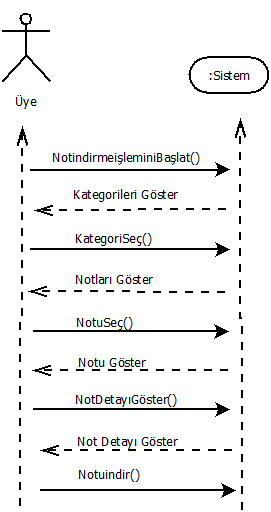 Üye
:Sistem
NotindirmeişleminiBaşlat()
Kategorileri Göster
KategoriSeç()
Notları Göster
NotuSeç()
Notu Göster
NotDetayıGöster()
Not Detayı Göster
Notuindir()